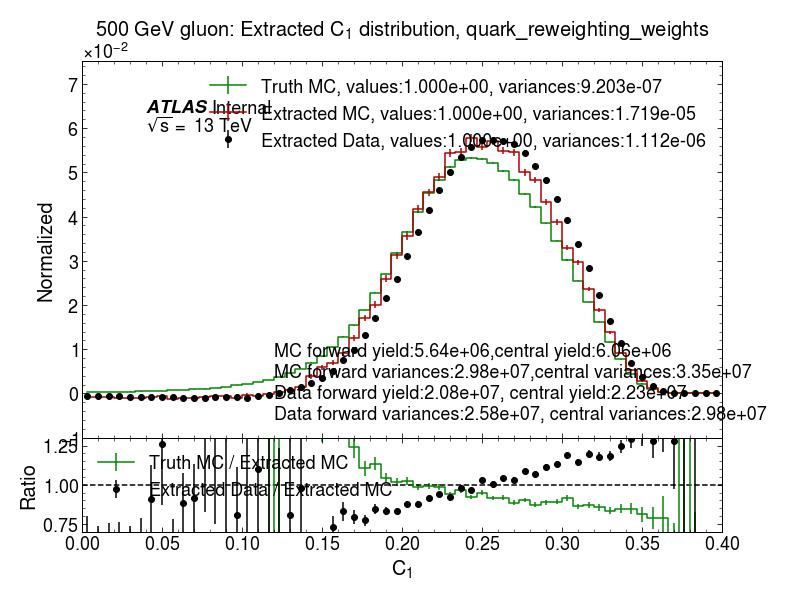 500 GeV gluon: Extracted C₁ distribution, quark_reweighting_weights
×10⁻²
Truth MC, values:1.000e+00, variances:9.203e-07
ATLAS Internal
Extracted MC, values:1.000e+00, variances:1.719e-05
√s = 13 TeV
Extracted Data, values:1.000e+00, variances:1.112e-06
7
6
5
4
3
2
1
0
Normalized
MC forward yield:5.64e+06,central yield:6.06e+06
MC forward variances:2.98e+07,central variances:3.35e+07
Data forward yield:2.08e+07, central yield:2.23e+07
Data forward variances:2.58e+07, central variances:2.98e+07
1.25
1.00
0.75
Ratio
Truth MC / Extracted MC
Extracted Data / Extracted MC
0.00 0.05 0.10 0.15 0.20 0.25 0.30 0.35 0.40
C₁